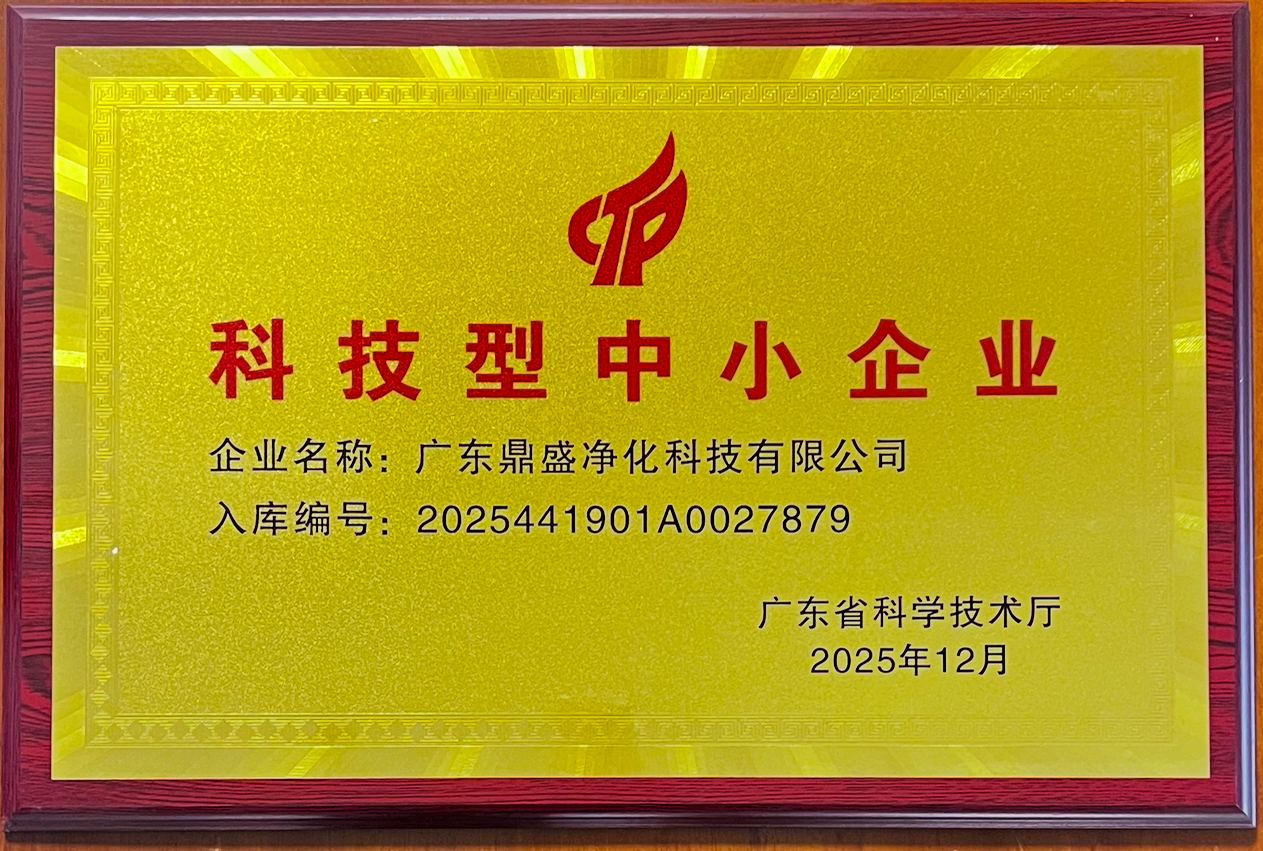 科技型中小企业
企业名称：广东鼎盛净化科技有限公司
入库编号：2025441901A0027879
广东省科学技术厅
2025年12月